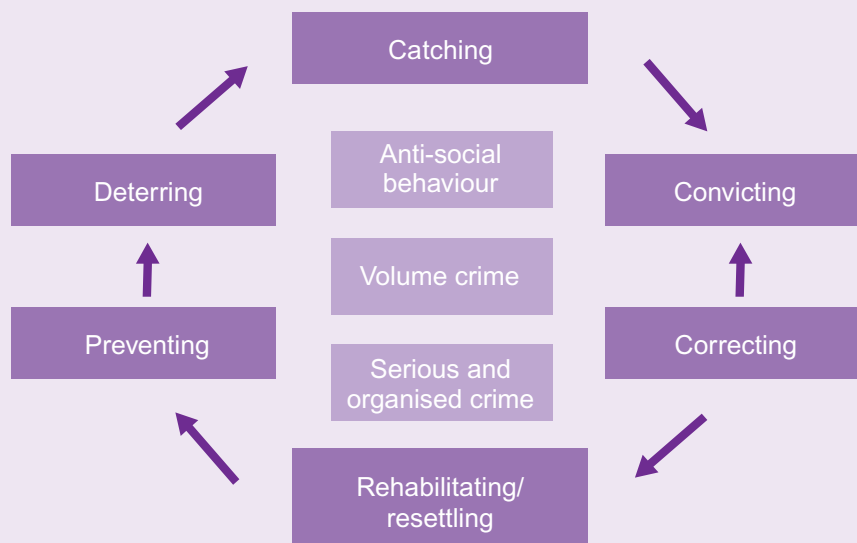 Catching
Anti-social
behaviour
Deterring
Convicting
Volume crime
Preventing
Correcting
Serious and
organised crime
Rehabilitating/
resettling